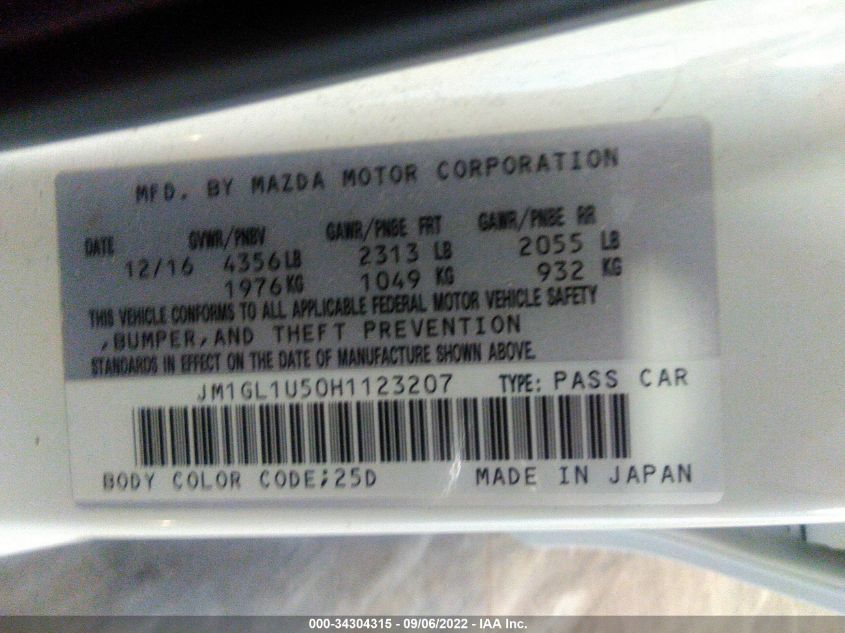 MFD. BY MAZDA MOTOR CORPORATION
DATE GVWR/PNBV GAWR/PNBE FRT GAWR/PNBE RR
12/16 4356 LB 2313 LB 2055 LB
1976 KG 1049 KG 932 KG
THIS VEHICLE CONFORMS TO ALL APPLICABLE FEDERAL MOTOR VEHICLE SAFETY
,BUMPER,AND THEFT PREVENTION
STANDARDS IN EFFECT ON THE DATE OF MANUFACTURE SHOWN ABOVE.
JM1GL1U50H1123207 TYPE: PASS CAR
BODY COLOR CODE;25D MADE IN JAPAN
000-34304315 - 09/06/2022 - IAA Inc.